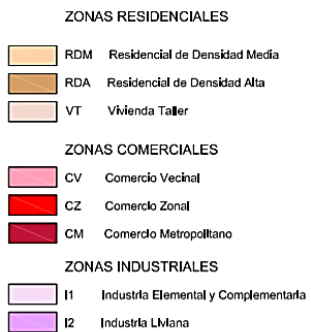 ZONAS RESIDENCIALES
RDM Residencial de Densidad Media
RDA Residencial de Densidad Alta
VT Vivienda Taller
ZONAS COMERCIALES
CV Comercio Vecinal
CZ Comercio Zonal
CM Comercio Metropolitano
ZONAS INDUSTRIALES
I1 Industria Elemental y Complementaria
I2 Industria Liviana